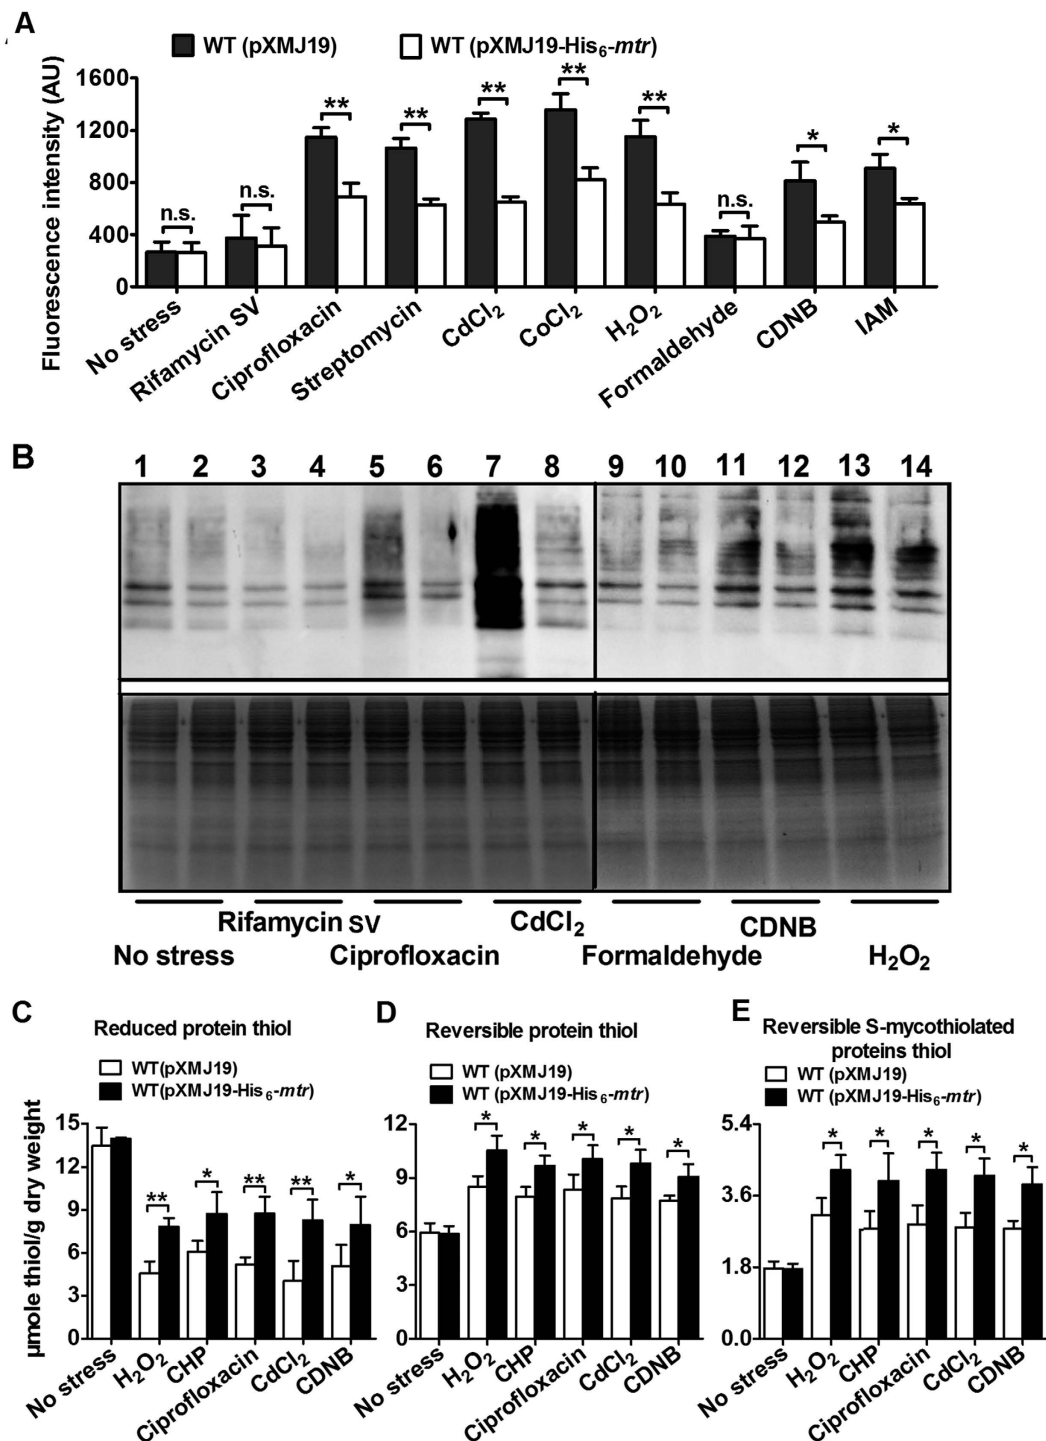 A
WT (pXMJ19)
WT (pXMJ19-His6-mtr)
Fluorescence intensity (AU)
1600
1200
800
400
0
n.s.
n.s.
**
**
**
**
**
n.s.
*
*
No stress
Rifamycin SV
Ciprofloxacin
Streptomycin
CdCl2
CoCl2
H2O2
Formaldehyde
CDNB
IAM
B
1 2 3 4 5 6 7 8 9 10 11 12 13 14
Rifamycin SV
CdCl2
CDNB
No stress
Ciprofloxacin
Formaldehyde
H2O2
C
Reduced protein thiol
WT(pXMJ19)
WT(pXMJ19-His6-mtr)
µmole thiol/g dry weight
15
12
9
6
3
0
**
*
**
**
*
No stress
H2O2
CHP
Ciprofloxacin
CdCl2
CDNB
D
Reversible protein thiol
WT (pXMJ19)
WT (pXMJ19-His6-mtr)
12
9
6
3
0
*
*
*
*
*
No stress
H2O2
CHP
Ciprofloxacin
CdCl2
CDNB
E
Reversible S-mycothiolated
proteins thiol
WT (pXMJ19)
WT (pXMJ19-His6-mtr)
5.4
3.6
1.8
0.0
*
*
*
*
*
No stress
H2O2
CHP
Ciprofloxacin
CdCl2
CDNB